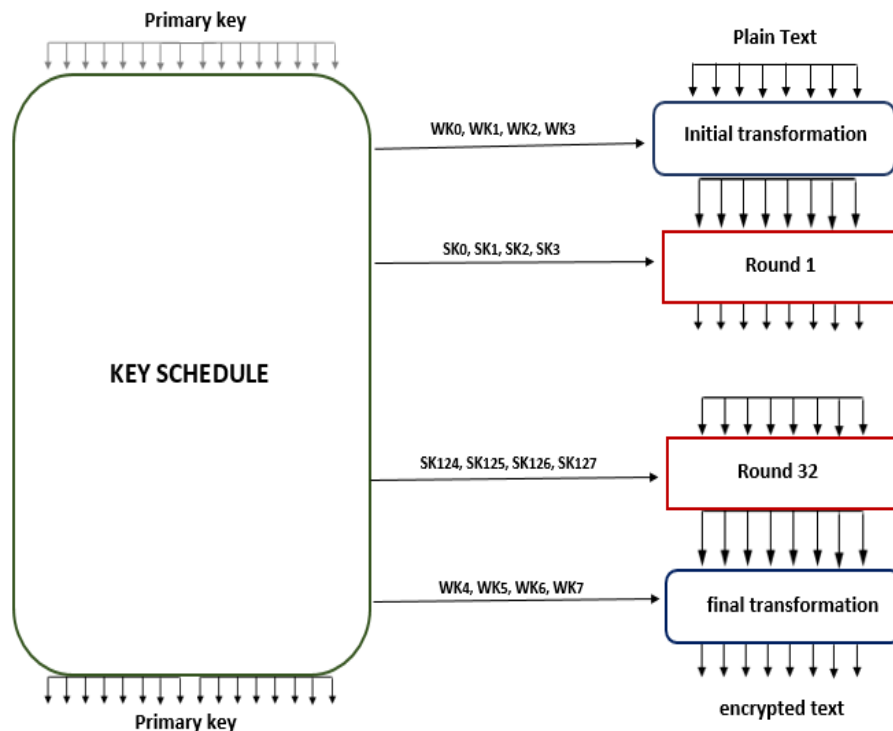 Primary key
Plain Text
WK0, WK1, WK2, WK3
Initial transformation
SK0, SK1, SK2, SK3
Round 1
KEY SCHEDULE
SK124, SK125, SK126, SK127
Round 32
WK4, WK5, WK6, WK7
final transformation
encrypted text
Primary key